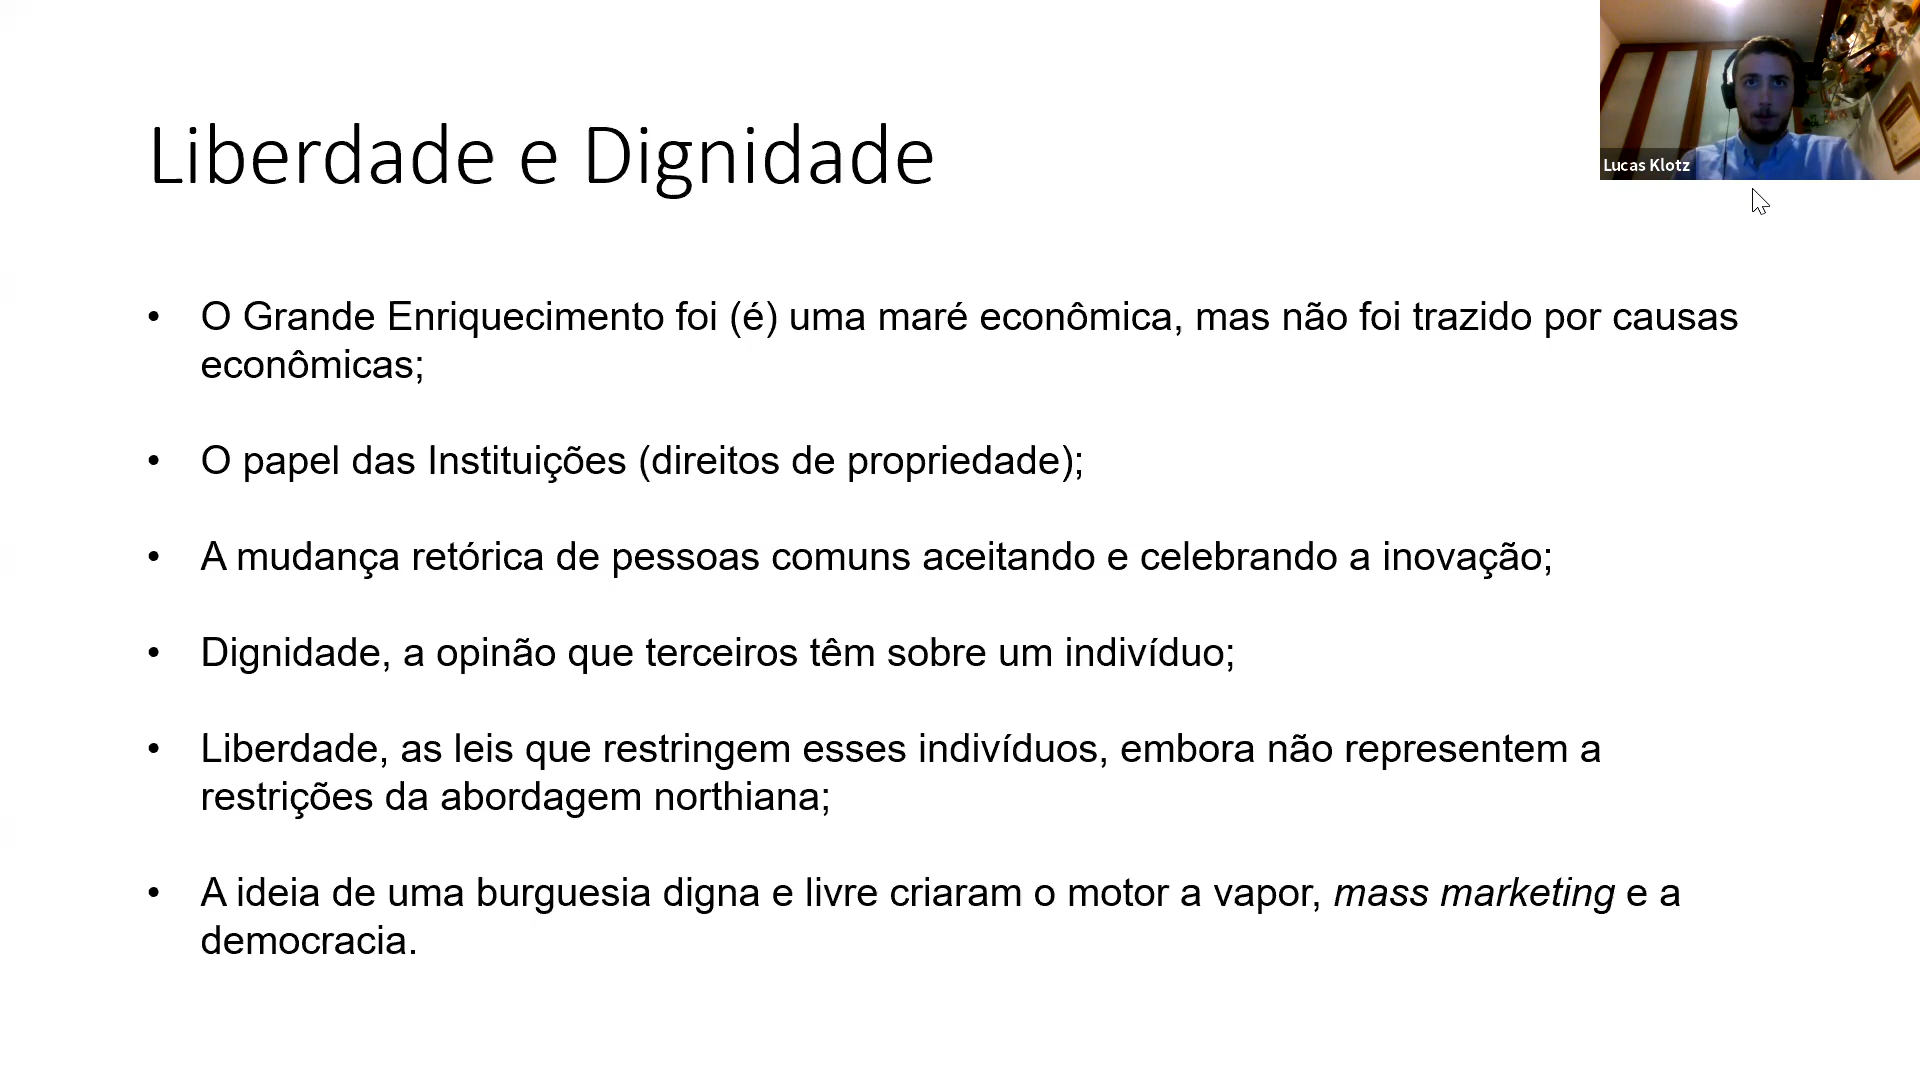 Liberdade e Dignidade
Lucas Klotz
• O Grande Enriquecimento foi (é) uma maré econômica, mas não foi trazido por causas
econômicas;
• O papel das Instituições (direitos de propriedade);
• A mudança retórica de pessoas comuns aceitando e celebrando a inovação;
• Dignidade, a opinão que terceiros têm sobre um indivíduo;
• Liberdade, as leis que restringem esses indivíduos, embora não representem a
restrições da abordagem northiana;
• A ideia de uma burguesia digna e livre criaram o motor a vapor, mass marketing e a
democracia.